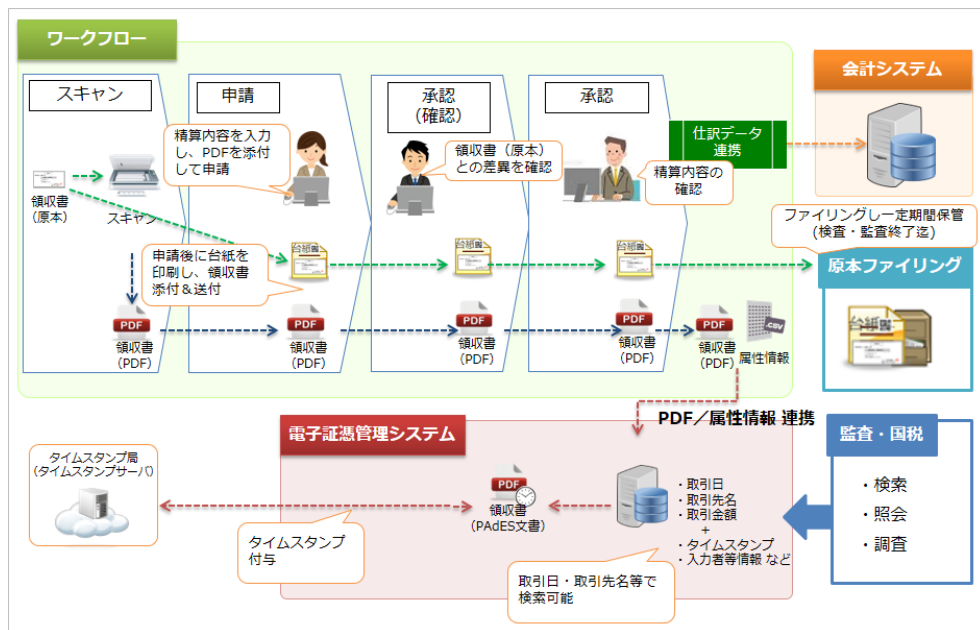 ワークフロー
会計システム
スキャン
申請
承認
(確認)
承認
仕訳データ
連携
精算内容を入力
し、PDFを添付
して申請
領収書（原本）
との差異を確認
精算内容の
確認
領収書
(原本)
スキャン
ファイリングし一定期間保管
(検査・監査終了迄)
原本ファイリング
申請後に台紙を
印刷し、領収書
添付＆送付
台紙
台紙
台紙
台紙
PDF
領収書
(PDF)
PDF
領収書
(PDF)
PDF
領収書
(PDF)
PDF
領収書
(PDF)
PDF
領収書
(PDF)
.CSV
属性情報
PDF／属性情報 連携
電子証憑管理システム
監査・国税
タイムスタンプ局
(タイムスタンプサーバ)
PDF
領収書
(PAdES文書)
・取引日
・取引先名
・取引金額
+
・タイムスタンプ
・入力者等情報 など
・検索
・照会
・調査
タイムスタンプ
付与
取引日・取引先名等で
検索可能